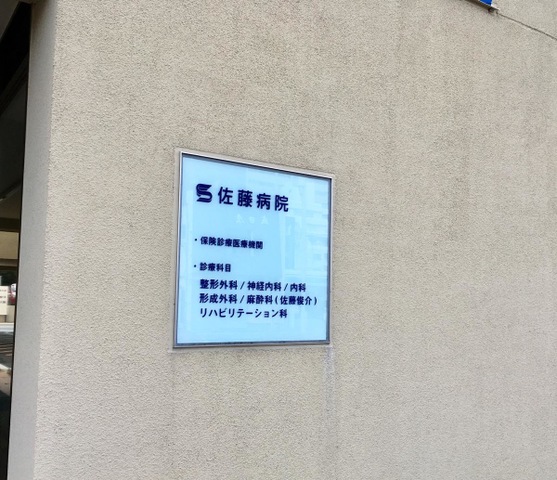 佐藤病院
・保険診療医療機関
・診療科目
整形外科/神経内科/内科
形成外科/麻酔科(佐藤俊介)
リハビリテーション科